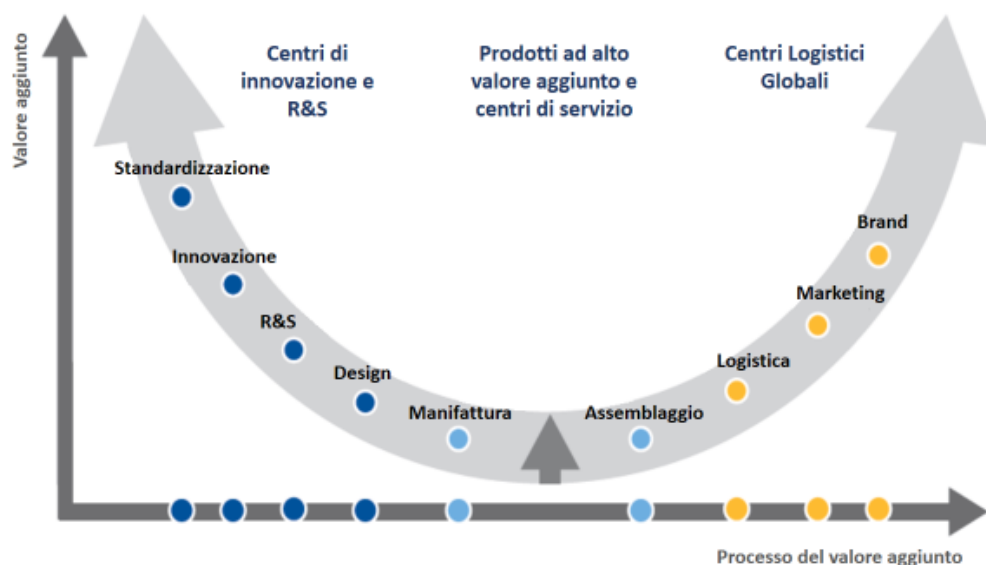 Valore aggiunto
Centri di
innovazione e
R&S
Prodotti ad alto
valore aggiunto e
centri di servizio
Centri Logistici
Globali
Standardizzazione
Innovazione
R&S
Design
Manifattura
Assemblaggio
Logistica
Marketing
Brand
Processo del valore aggiunto